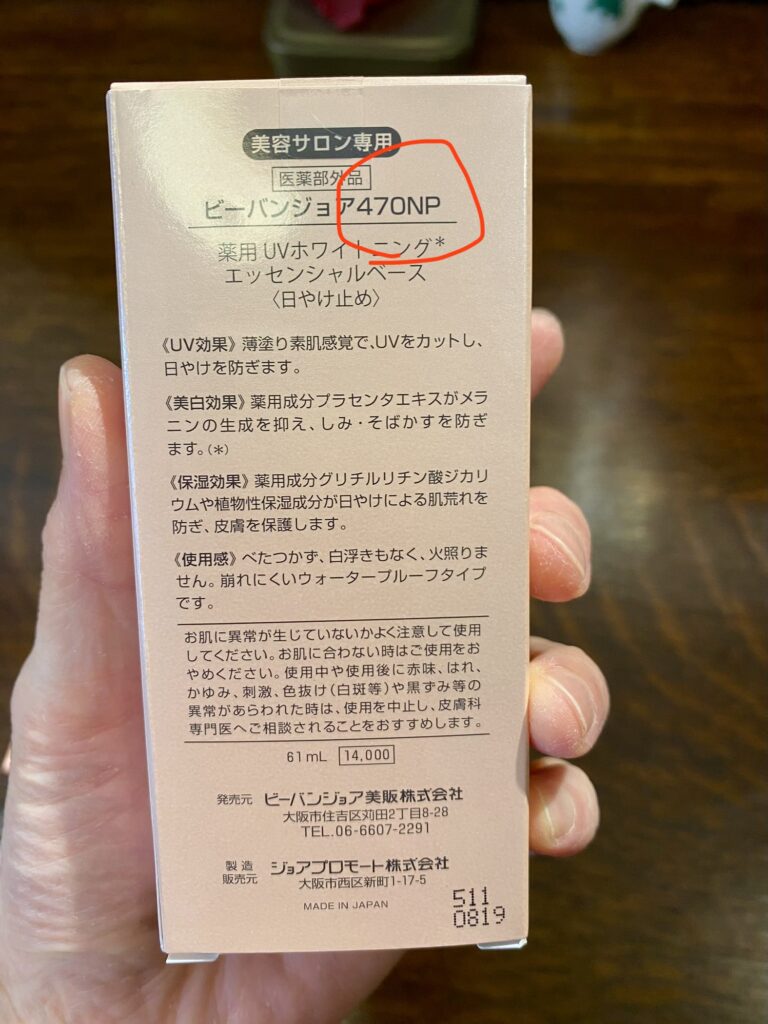 美容サロン専用
医薬部外品
ビーバンジョア470NP
薬用UVホワイトニング*
エッセンシャルベース
〈日やけ止め〉
《UV効果》薄塗り素肌感覚で、UVをカットし、
日やけを防ぎます。
《美白効果》薬用成分プラセンタエキスがメラ
ニンの生成を抑え、しみ・そばかすを防ぎ
ます。(*)
《保湿効果》薬用成分グリチルリチン酸ジカリ
ウムや植物性保湿成分が日やけによる肌荒れを
防ぎ、皮膚を保護します。
《使用感》べたつかず、白浮きもなく、火照りま
せん。崩れにくいウォータープルーフタイプ
です。
お肌に異常が生じていないかよく注意して使用
してください。お肌に合わない時はご使用をお
やめください。使用中や使用後に赤味、はれ、
かゆみ、刺激、色抜け(白斑等)や黒ずみ等の
異常があらわれた時は、使用を中止し、皮膚科
専門医へご相談されることをおすすめします。
61mL 14,000
発売元 ビーバンジョア美販株式会社
大阪市住吉区苅田2丁目8-28
TEL.06-6607-2291
製造販売元 ジョアプロモート株式会社
大阪市西区新町1-17-5
MADE IN JAPAN
511
0819